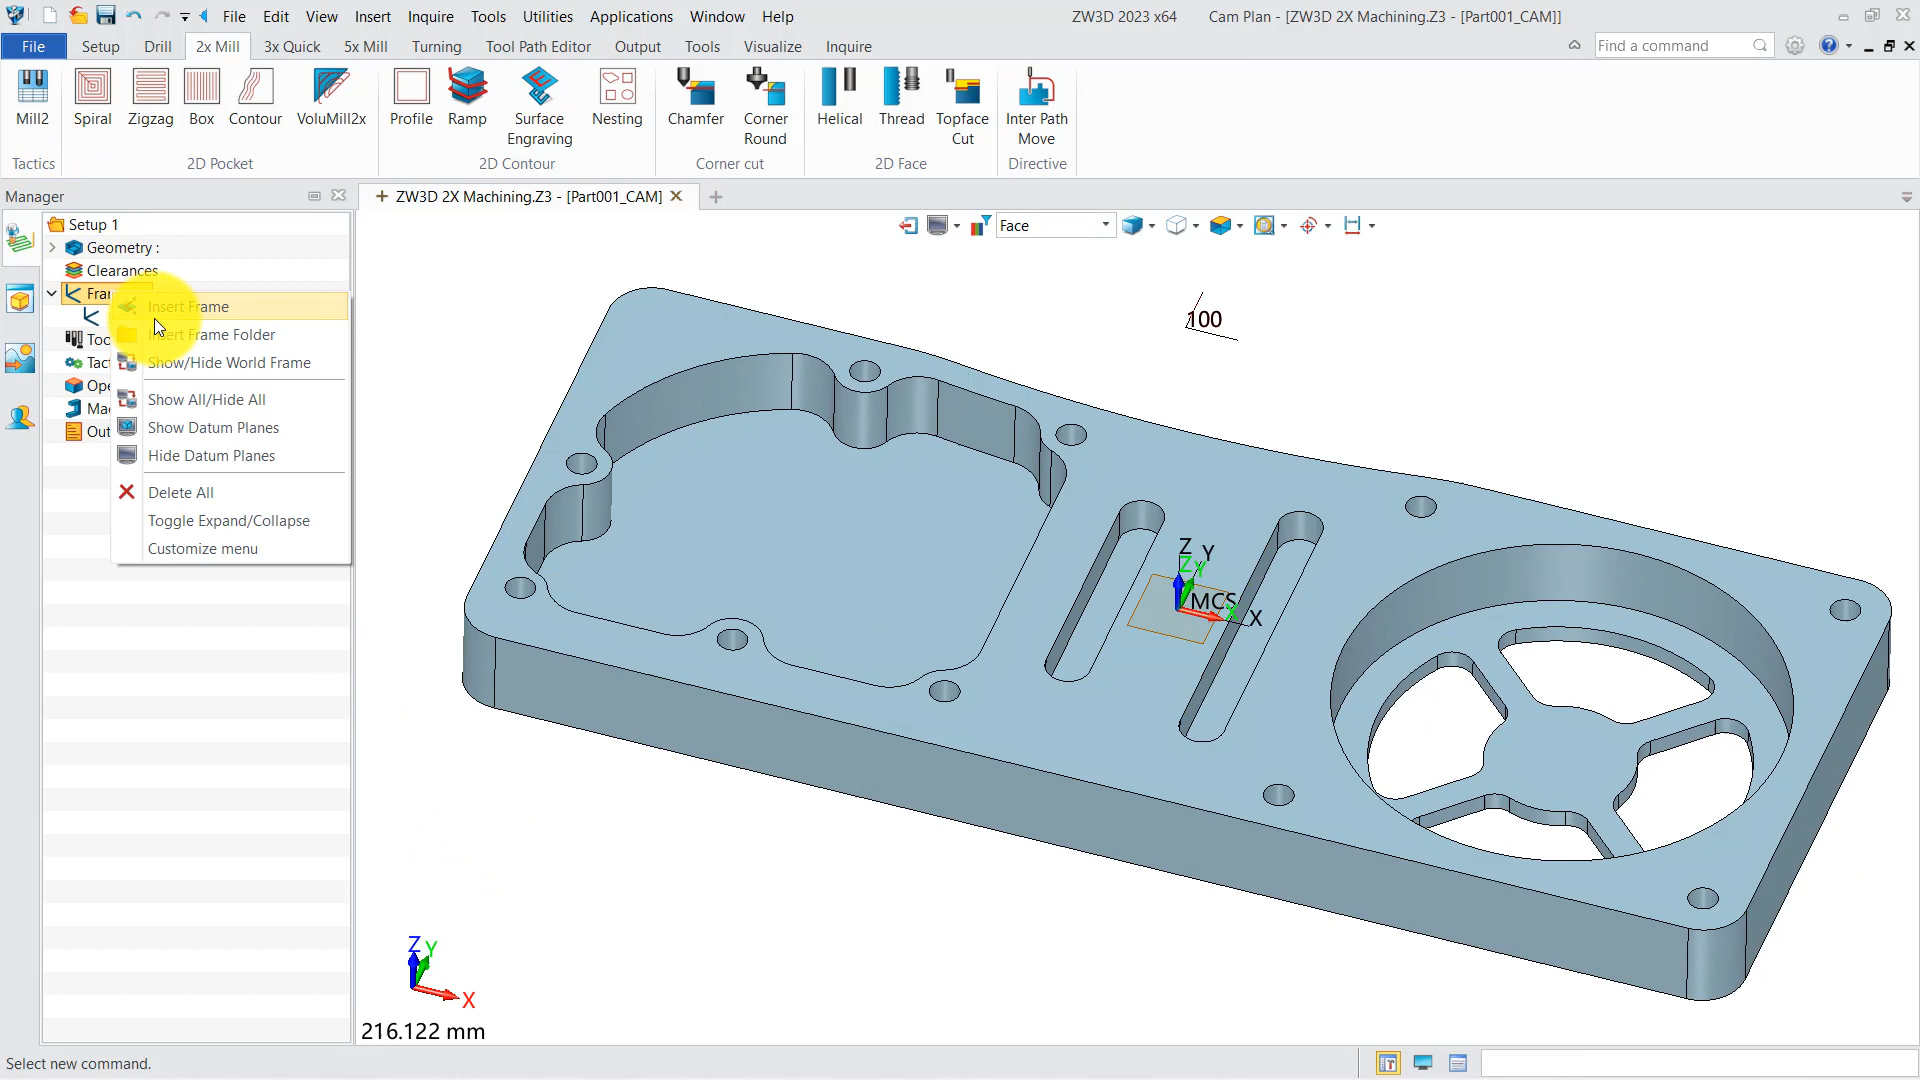 File Edit View Insert Inquire Tools Utilities Applications Window Help
ZW3D 2023 x64 Cam Plan - [ZW3D 2X Machining.Z3 - [Part001_CAM]]
File Setup Drill 2x Mill 3x Quick 5x Mill Turning Tool Path Editor Output Tools Visualize Inquire
Find a command
Mill2 Spiral Zigzag Box Contour VoluMill2x Profile Ramp Surface Engraving Nesting Chamfer Corner Round Helical Thread Topface Cut Inter Path Move
Tactics 2D Pocket 2D Contour Corner cut 2D Face Directive
Manager
ZW3D 2X Machining.Z3 - [Part001_CAM]
Setup 1
Face
Geometry :
Clearances
Fra
Insert Frame
Insert Frame Folder
Too
Show/Hide World Frame
Tact
Ope
Show All/Hide All
Mac
Show Datum Planes
Out
Hide Datum Planes
Delete All
Toggle Expand/Collapse
Customize menu
100
Z Y
Z Y
MCS
X X
Z Y
X
216.122 mm
Select new command.